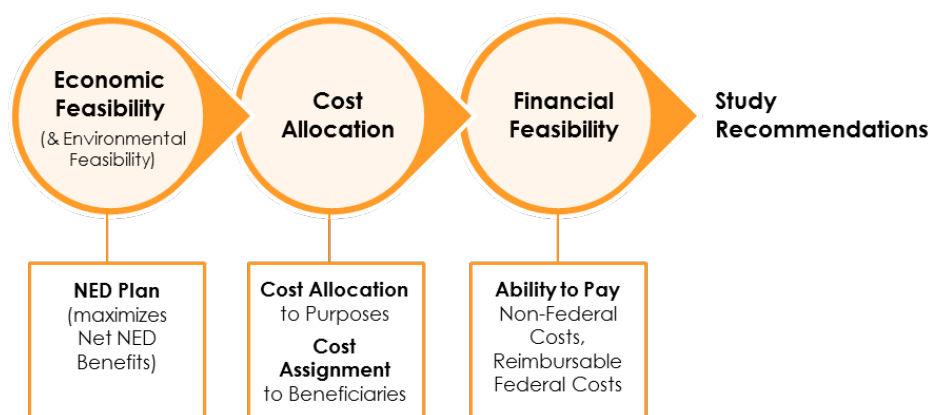 Economic
Feasibility
(& Environmental
Feasibility)
Cost
Allocation
Financial
Feasibility
Study
Recommendations
NED Plan
(maximizes
Net NED
Benefits)
Cost Allocation
to Purposes
Cost
Assignment
to Beneficiaries
Ability to Pay
Non-Federal
Costs,
Reimbursable
Federal Costs